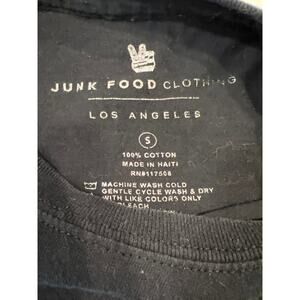 JUNK FOOD CLOTHING
LOS ANGELES
S
100% COTTON
MADE IN HAITI
RN#117508
MACHINE WASH COLD
GENTLE CYCLE WASH & DRY
WITH LIKE COLORS ONLY
BLEACH